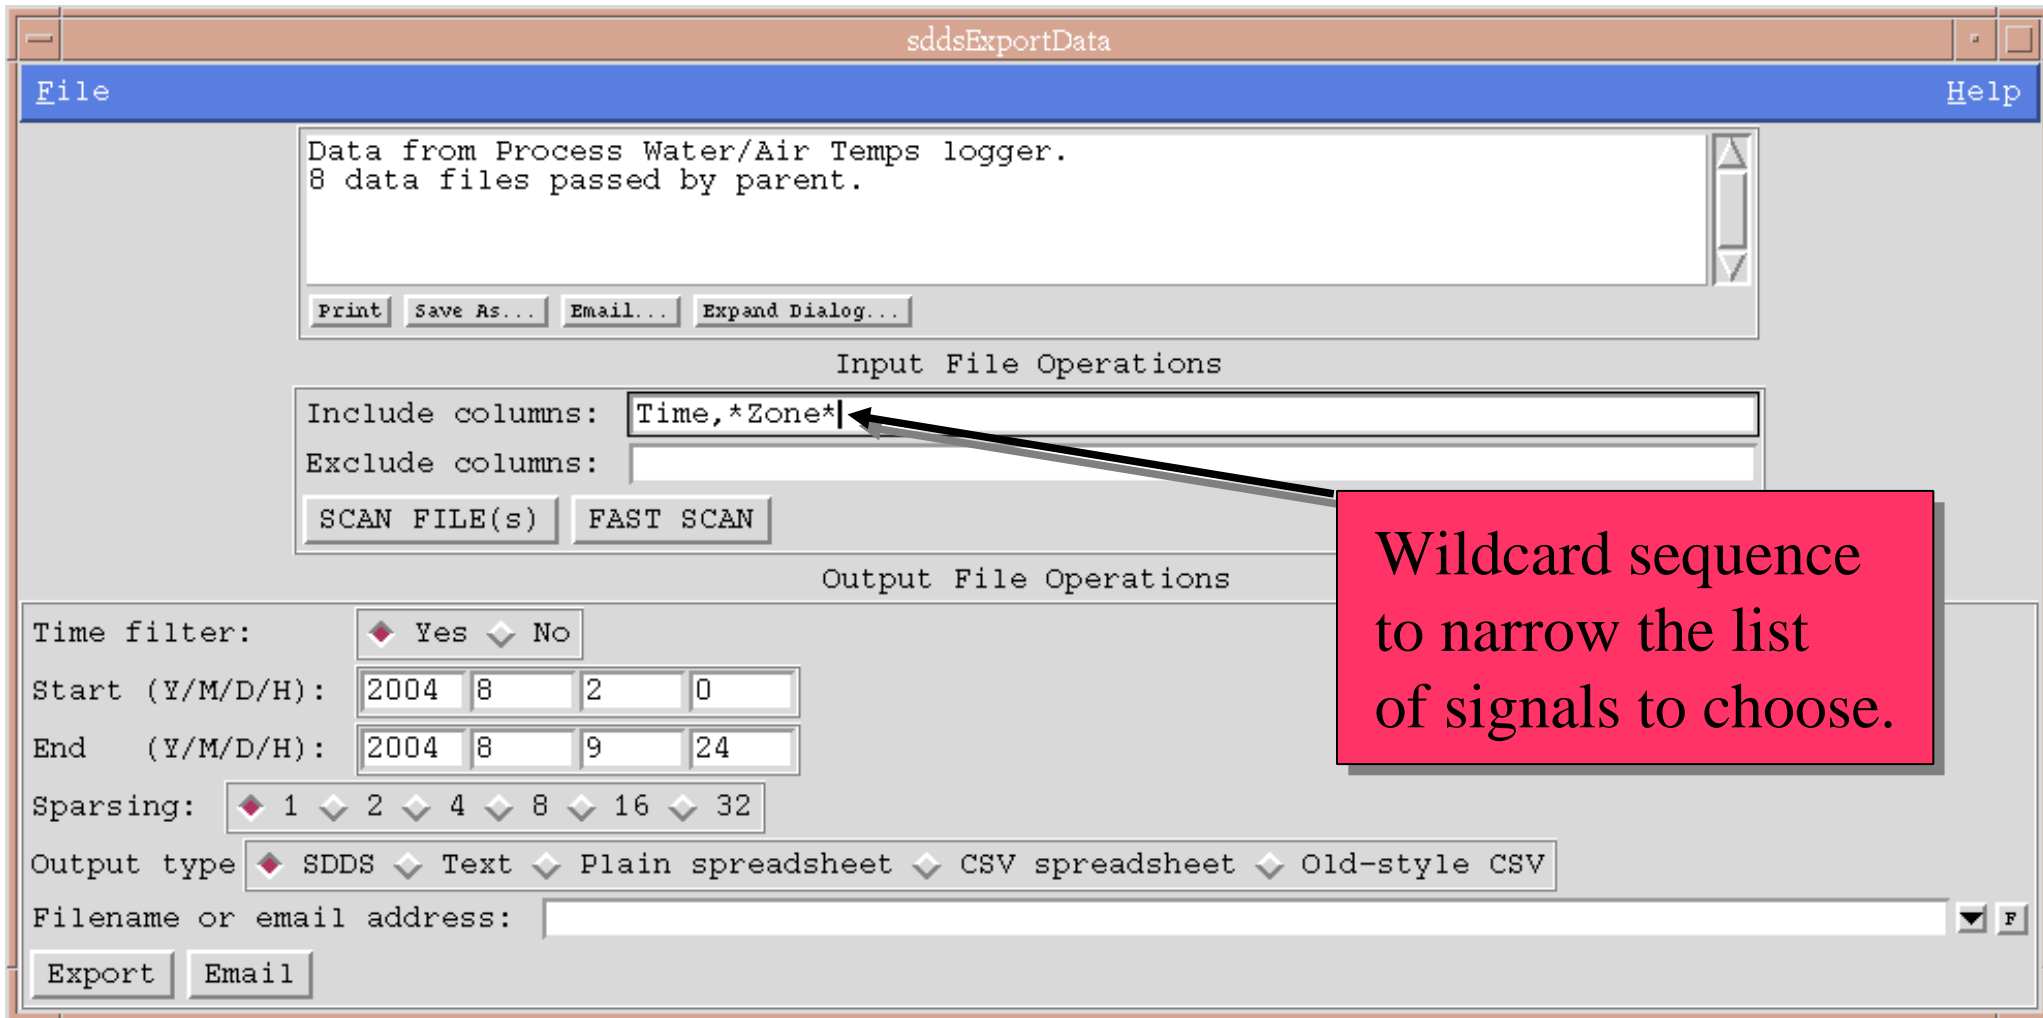 sddsExportData
File Help
Data from Process Water/Air Temps logger.
8 data files passed by parent.
Print Save As... Email... Expand Dialog...
Input File Operations
Include columns: Time,*Zone*
Exclude columns:
SCAN FILE(s) FAST SCAN
Wildcard sequence
to narrow the list
of signals to choose.
Output File Operations
Time filter: Yes No
Start (Y/M/D/H): 2004 8 2 0
End (Y/M/D/H): 2004 8 9 24
Sparsing: 1 2 4 8 16 32
Output type SDDS Text Plain spreadsheet CSV spreadsheet Old-style CSV
Filename or email address: F
Export Email